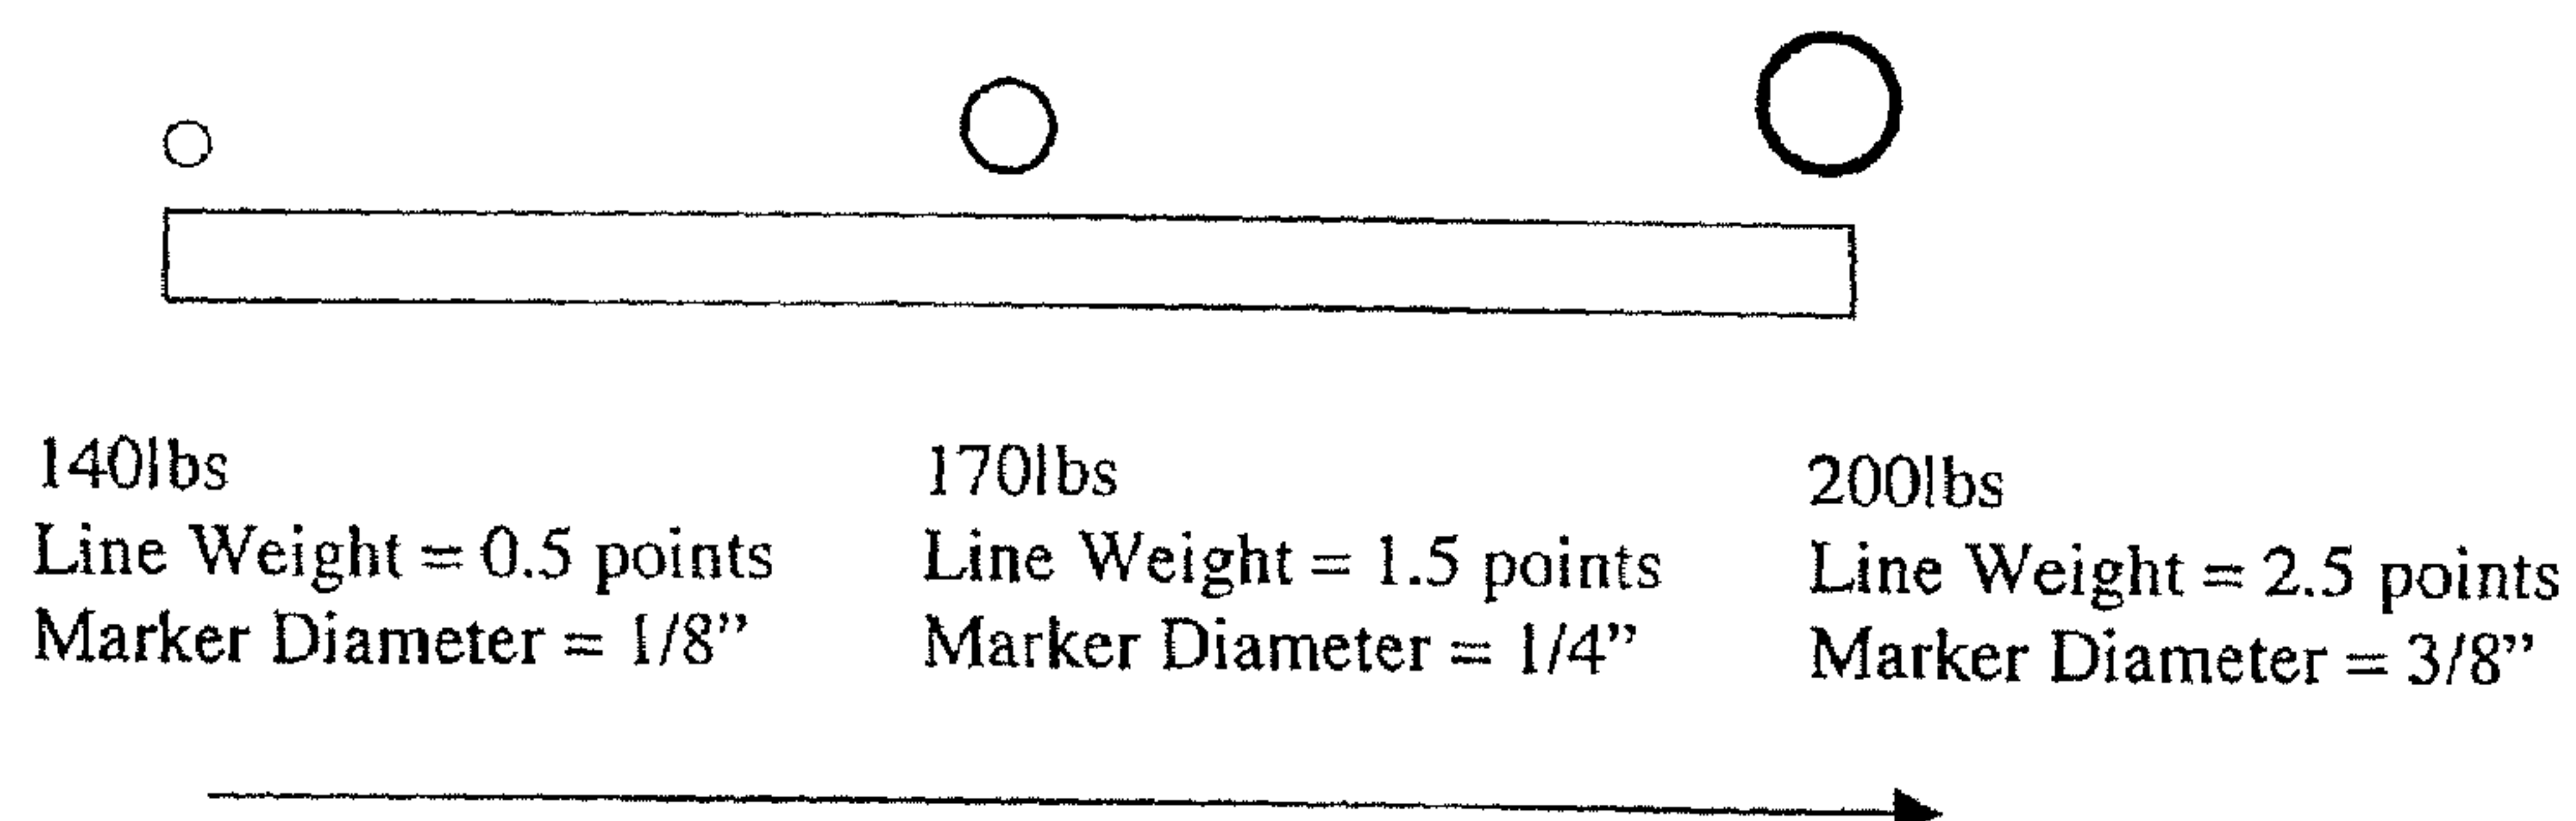 140lbs
Line Weight = 0.5 points
Marker Diameter = 1/8”
170lbs
Line Weight = 1.5 points
Marker Diameter = 1/4”
200lbs
Line Weight = 2.5 points
Marker Diameter = 3/8”